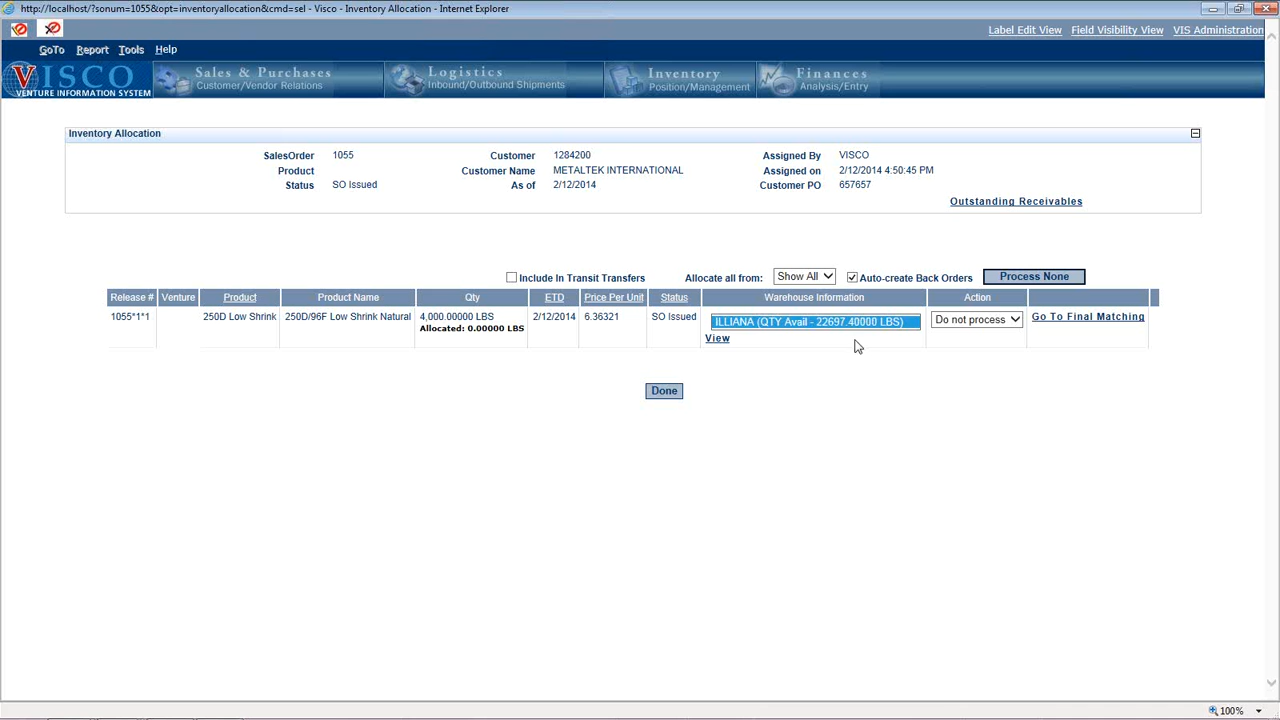 http://localhost/?sonum=1055&opt=inventoryallocation&cmd=sel - Visco - Inventory Allocation - Internet Explorer
Label Edit View Field Visibility View VIS Administration
GoTo Report Tools Help
VISCO
VENTURE INFORMATION SYSTEM
Sales & Purchases
Customer/Vendor Relations
Logistics
Inbound/Outbound Shipments
Inventory
Position/Management
Finances
Analysis/Entry
Inventory Allocation
SalesOrder 1055 Customer 1284200 Assigned By VISCO
Product Customer Name METALTEK INTERNATIONAL Assigned on 2/12/2014 4:50:45 PM
Status SO Issued As of 2/12/2014 Customer PO 657657
Outstanding Receivables
Include In Transit Transfers Allocate all from: Show All Auto-create Back Orders Process None
Release # Venture Product Product Name Qty ETD Price Per Unit Status Warehouse Information Action
1055*1*1 250D Low Shrink 250D/96F Low Shrink Natural 4,000.00000 LBS 2/12/2014 6.36321 SO Issued ILLIANA (QTY Avail - 22697.40000 LBS) Do not process Go To Final Matching
Allocated: 0.00000 LBS
View
Done
100%